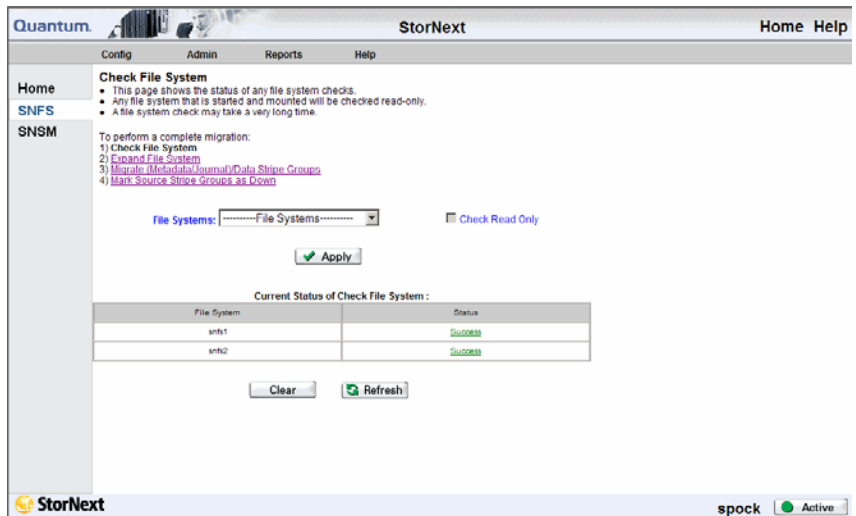 Quantum.
StorNext
Home Help
Config Admin Reports Help
Home
SNFS
SNSM
Check File System
• This page shows the status of any file system checks.
• Any file system that is started and mounted will be checked read-only.
• A file system check may take a very long time.
To perform a complete migration:
1) Check File System
2) Expand File System
3) Migrate (Metadata/Journal)/Data Stripe Groups
4) Mark Source Stripe Groups as Down
File Systems: ----------File Systems----------
Check Read Only
Apply
Current Status of Check File System :
File System Status
snfs1 Success
snfs2 Success
Clear Refresh
StorNext
spock Active